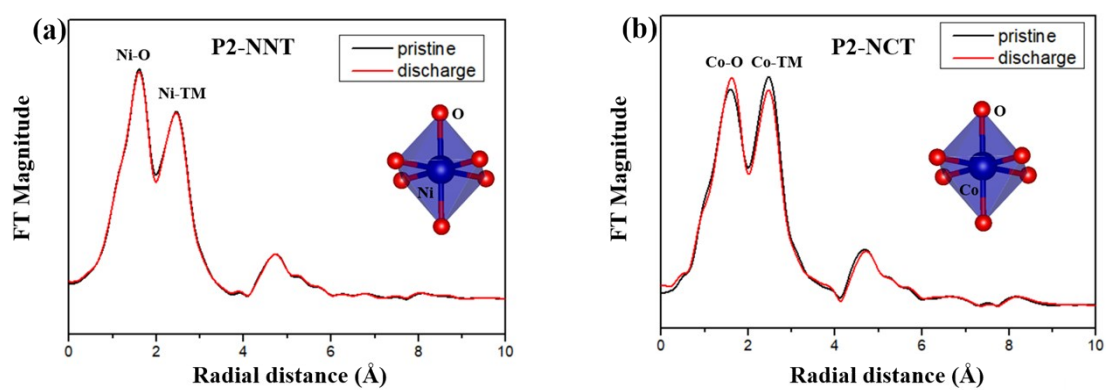 (a)
P2-NNT
pristine
discharge
Ni-O
Ni-TM
O
Ni
FT Magnitude
0 2 4 6 8 10
Radial distance (Å)
(b)
P2-NCT
pristine
discharge
Co-O Co-TM
O
Co
FT Magnitude
0 2 4 6 8 10
Radial distance (Å)